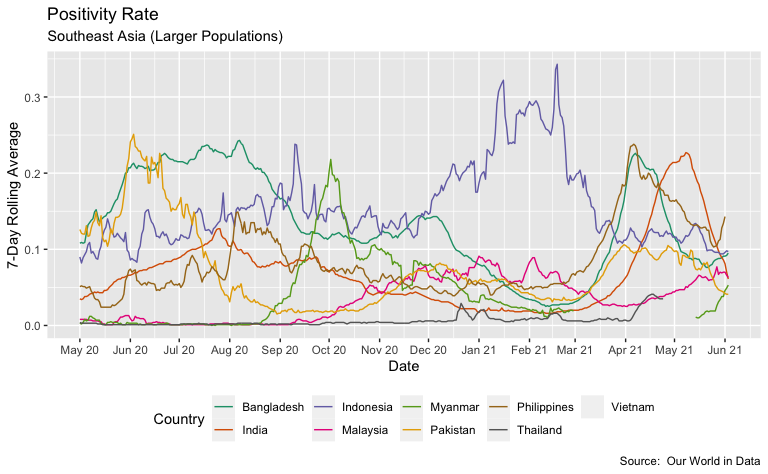 Positivity Rate
Southeast Asia (Larger Populations)
7-Day Rolling Average
0.3
0.2
0.1
0.0
May 20 Jun 20 Jul 20 Aug 20 Sep 20 Oct 20 Nov 20 Dec 20 Jan 21 Feb 21 Mar 21 Apr 21 May 21 Jun 21
Date
Country
Bangladesh Indonesia Myanmar Philippines Vietnam
India Malaysia Pakistan Thailand
Source: Our World in Data